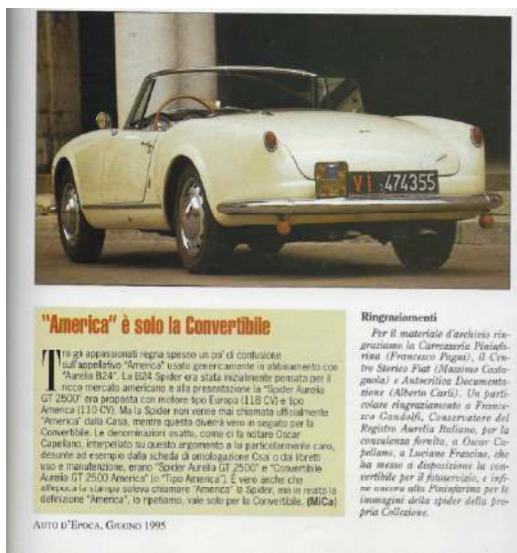 VI 474355
"America" è solo la Convertibile
Tra gli appassionati regna spesso un po' di confusione
sull'appellativo "America" usato genericamente in abbinamento con
"Aurelia B24". La B24 Spider era stata inizialmente pensata per il
ricco mercato americano e alla presentazione la "Spider Aurelia
GT 2500" era proposta con motore tipo Europa (118 CV) e tipo
America (110 CV). Ma la Spider non venne mai chiamata ufficialmente
"America" dalla Casa, mentre questo diverrà vero in seguito per la
Convertibile. Le denominazioni esatte, come ci fa notare Oscar
Capellano, interpellato su questo argomento a lui particolarmente caro,
desunte ad esempio dalla scheda di omologazione Csai o dai libretti
uso e manutenzione, erano "Spider Aurelia GT 2500" e "Convertibile
Aurelia GT 2500 America" (o "Tipo America"). È vero anche che
all'epoca la stampa soleva chiamare "America" la Spider, ma in realtà la
definizione "America", lo ripetiamo, vale solo per la Convertibile. (MiCa)
AUTO D'EPOCA, GIUGNO 1995
Ringraziamenti
Per il materiale d'archivio rin-
graziamo la Carrozzeria Pininfa-
rina (Francesco Pagni), il Cen-
tro Storico Fiat (Massimo Casta-
gnola) e Autocritica Documenta-
zione (Alberto Carli). Un parti-
colare ringraziamento a France-
sco Gandolfi, Conservatore del
Registro Aurelia Italiano, per la
consulenza fornita, a Oscar Ca-
pellano, a Luciano Frascino, che
ha messo a disposizione la con-
vertibile per il fotoservizio, e infi-
ne ancora alla Pininfarina per le
immagini della spider della pro-
pria Collezione.